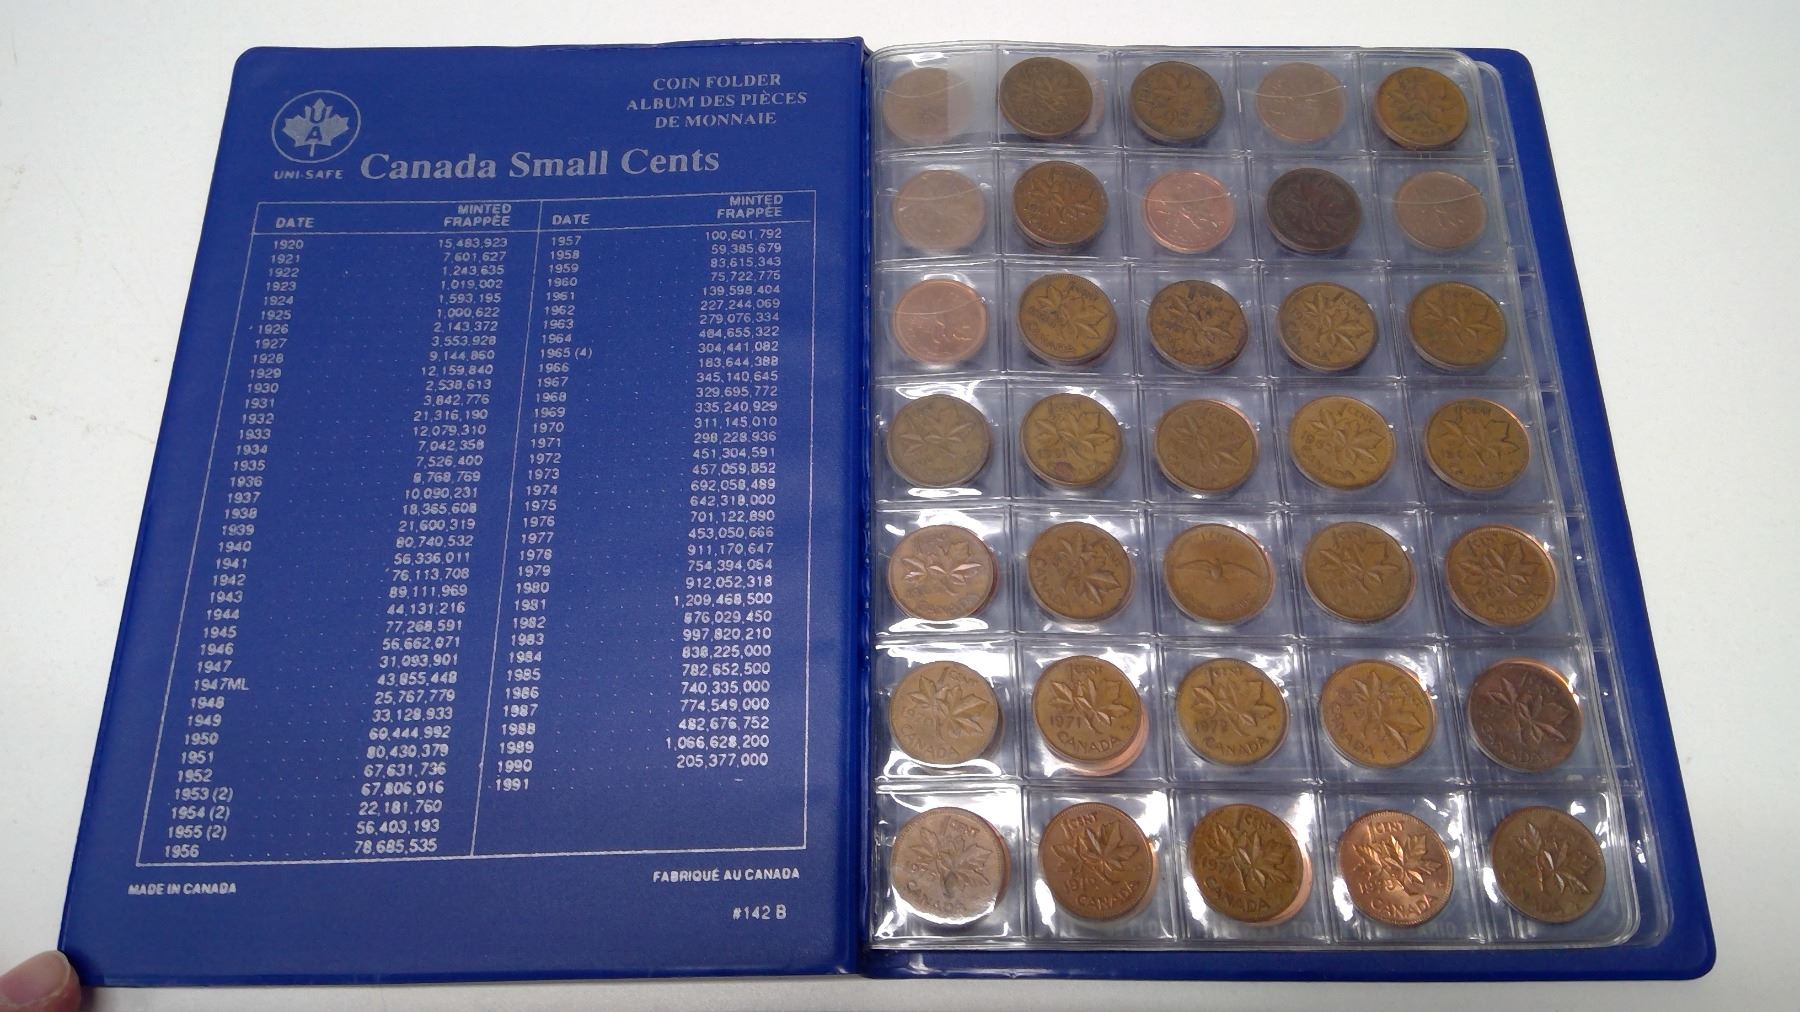 UAI
UNI-SAFE
COIN FOLDER
ALBUM DES PIÈCES
DE MONNAIE
Canada Small Cents
DATE MINTED FRAPPÉE DATE MINTED FRAPPÉE
1920 15,483,923 1957 100,601,792
1921 7,601,627 1958 59,385,679
1922 1,243,635 1959 83,615,343
1923 1,019,002 1960 75,722,775
1924 1,593,195 1961 139,598,404
1925 1,000,622 1962 227,244,069
1926 2,143,372 1963 279,076,334
1927 3,553,928 1964 484,655,322
1928 9,144,860 1965 (4) 304,441,082
1929 12,159,840 1966 183,644,388
1930 2,538,613 1967 345,140,645
1931 3,842,776 1968 329,695,772
1932 21,316,190 1969 335,240,929
1933 12,079,310 1970 311,145,010
1934 7,042,358 1971 298,228,936
1935 7,526,400 1972 451,304,591
1936 8,768,769 1973 457,059,852
1937 10,090,231 1974 692,058,489
1938 18,365,608 1975 642,318,000
1939 21,600,319 1976 701,122,890
1940 80,740,532 1977 453,050,666
1941 56,336,011 1978 911,170,647
1942 76,113,708 1979 754,394,064
1943 89,111,969 1980 912,052,318
1944 44,131,216 1981 1,209,468,500
1945 77,268,591 1982 876,029,450
1946 56,662,071 1983 997,820,210
1947 31,093,901 1984 838,225,000
1947ML 43,855,448 1985 782,652,500
1948 25,767,779 1986 740,335,000
1949 33,128,933 1987 774,549,000
1950 60,444,992 1988 482,676,752
1951 80,430,379 1989 1,066,628,200
1952 67,631,736 1990 205,377,000
1953 (2) 67,806,016 1991
1954 (2) 22,181,760
1955 (2) 56,403,193
1956 78,685,535
MADE IN CANADA
FABRIQUÉ AU CANADA
#142 B
1 CENT 1971 CANADA
1 CENT CANADA
1 CENT 1978 CANADA